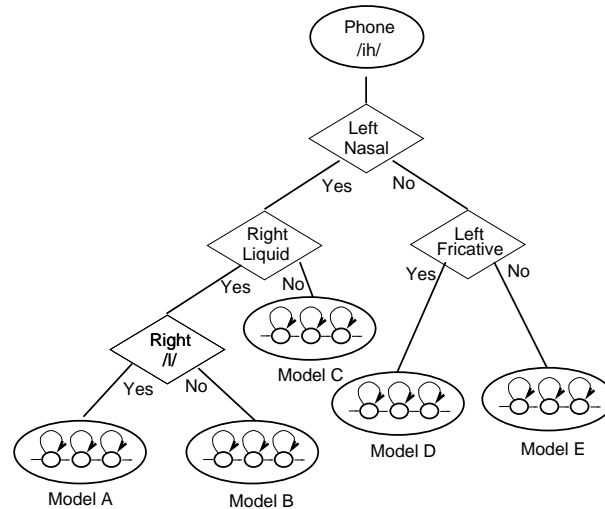 Phone
/ih/
Left
Nasal
Yes
No
Right
Liquid
Left
Fricative
Yes
No
Yes
No
Right
/l/
Model C
Yes
No
Model D
Model E
Model A
Model B